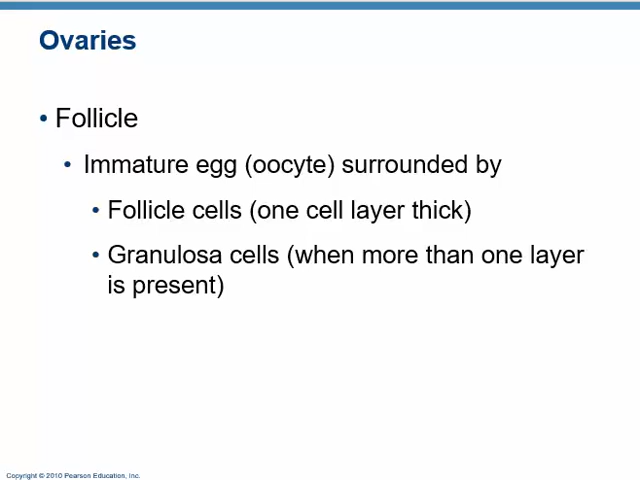 Ovaries
• Follicle
• Immature egg (oocyte) surrounded by
• Follicle cells (one cell layer thick)
• Granulosa cells (when more than one layer
is present)
Copyright © 2010 Pearson Education, Inc.